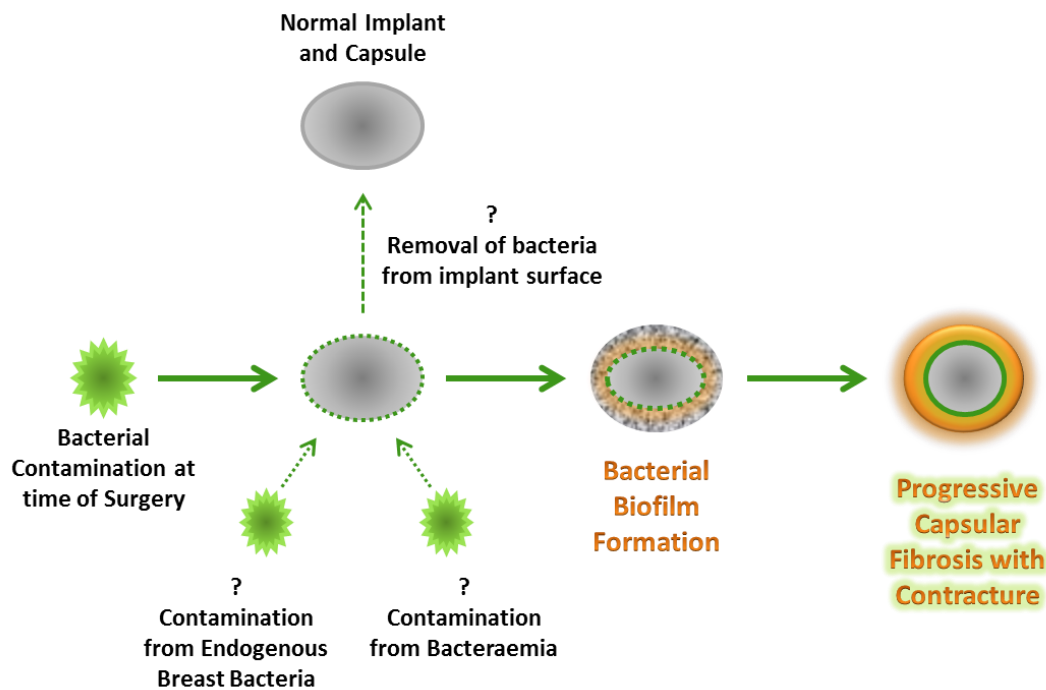 Normal Implant
and Capsule
?
Removal of bacteria
from implant surface
Bacterial
Contamination at
time of Surgery
?
Contamination
from Endogenous
Breast Bacteria
?
Contamination
from Bacteraemia
Bacterial
Biofilm
Formation
Progressive
Capsular
Fibrosis with
Contracture